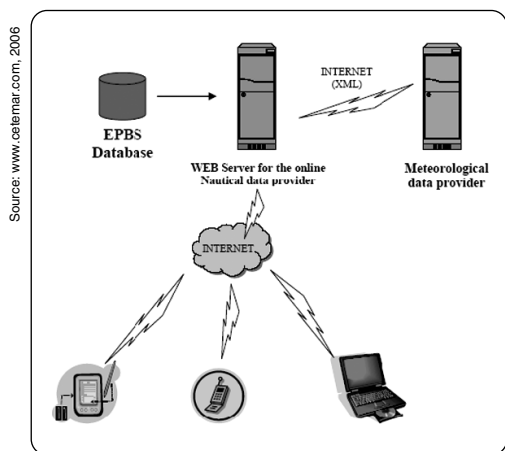 Source: www.cetemar.com, 2006
INTERNET
(XML)
EPBS
Database
WEB Server for the online
Nautical data provider
Meteorological
data provider
INTERNET